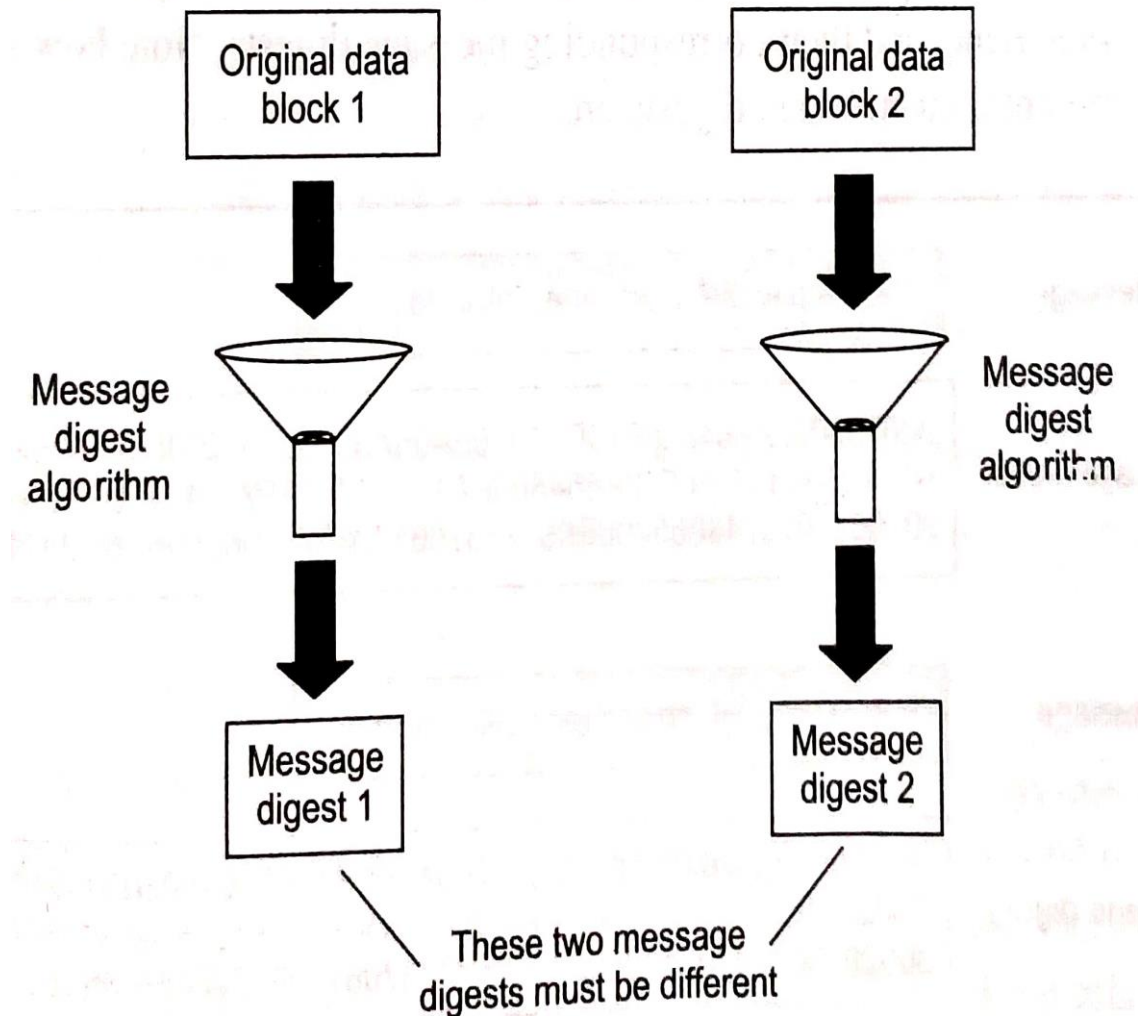 Original data
block 1
Original data
block 2
Message
digest
algorithm
Message
digest
algorithm
Message
digest 1
Message
digest 2
These two message
digests must be different